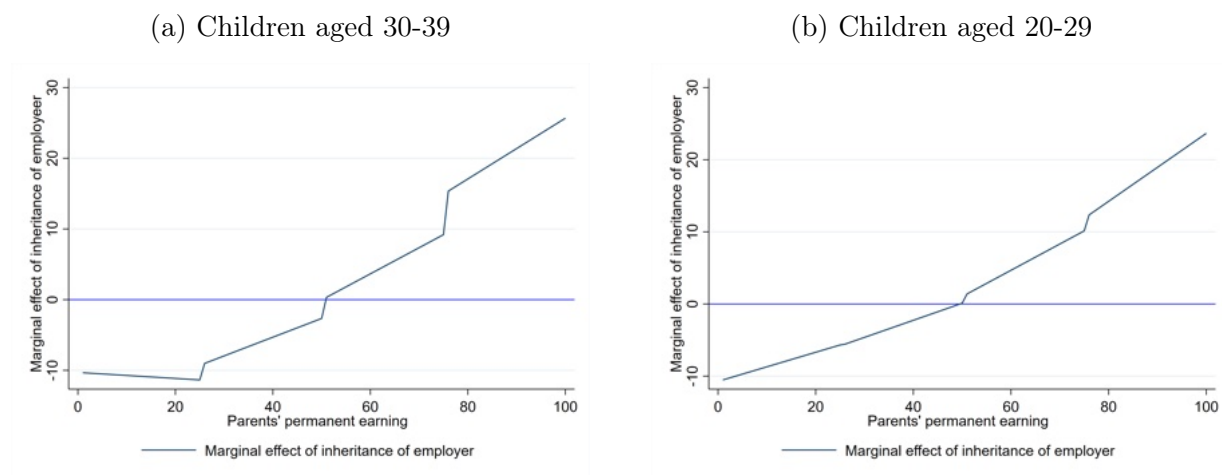 (a) Children aged 30-39
Marginal effect of inheritance of employeer
30
20
10
0
-10
0 20 40 60 80 100
Parents' permanent earning
Marginal effect of inheritance of employer
(b) Children aged 20-29
Marginal effect of inheritance of employeer
30
20
10
0
-10
0 20 40 60 80 100
Parents' permanent earning
Marginal effect of inheritance of employer